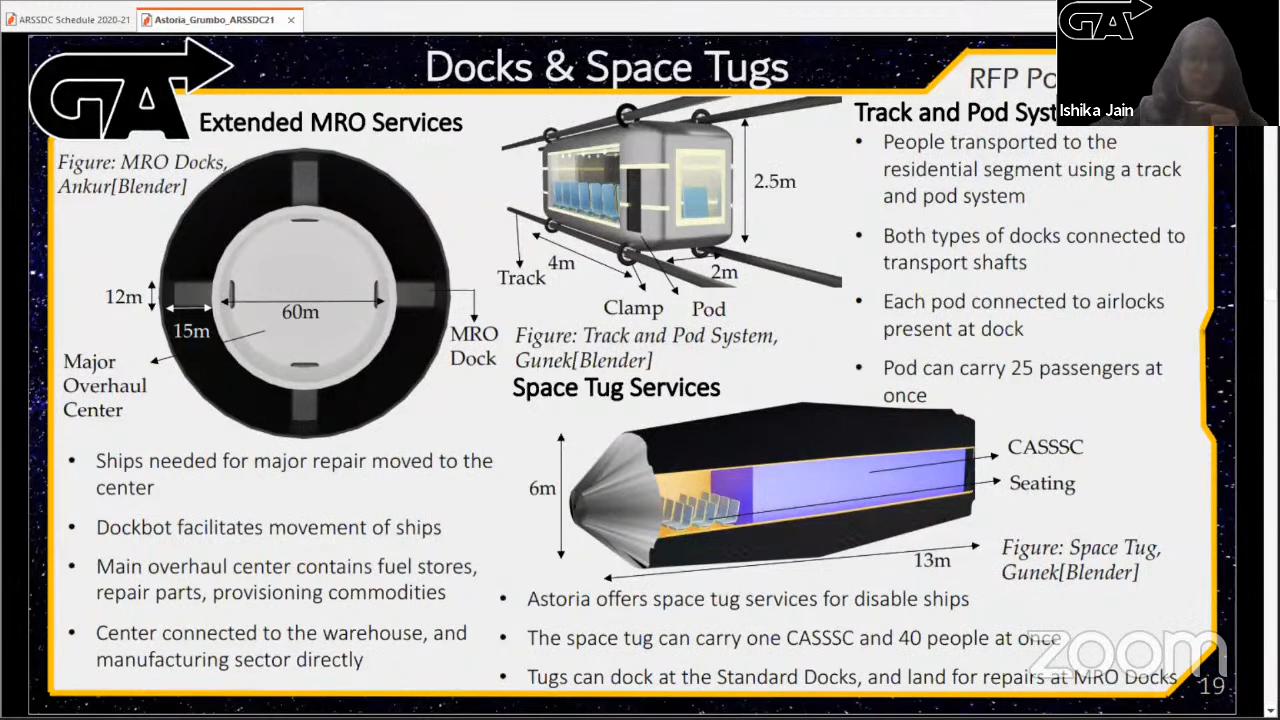 ARSSDC Schedule 2020-21
Astoria_Grumbo_ARSSDC21
GA
Docks & Space Tugs
RFP
GA
Ishika Jain
Extended MRO Services
Figure: MRO Docks,
Ankur[Blender]
12m
15m
60m
MRO
Dock
Major
Overhaul
Center
Ships needed for major repair moved to the
center
Dockbot facilitates movement of ships
Main overhaul center contains fuel stores,
repair parts, provisioning commodities
Center connected to the warehouse, and
manufacturing sector directly
2.5m
4m
2m
Track
Clamp
Pod
Figure: Track and Pod System,
Gunek[Blender]
Track and Pod
People transported to the
residential segment using a track
and pod system
Both types of docks connected to
transport shafts
Each pod connected to airlocks
present at dock
Pod can carry 25 passengers at
once
Space Tug Services
6m
13m
CASSSC
Seating
Figure: Space Tug,
Gunek[Blender]
Astoria offers space tug services for disable ships
The space tug can carry one CASSSC and 40 people at once
Tugs can dock at the Standard Docks, and land for repairs at MRO Docks
zoom
19